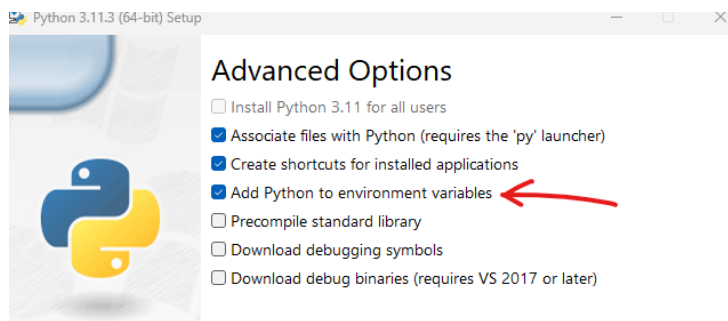 Python 3.11.3 (64-bit) Setup
Advanced Options
Install Python 3.11 for all users
Associate files with Python (requires the 'py' launcher)
Create shortcuts for installed applications
Add Python to environment variables
Precompile standard library
Download debugging symbols
Download debug binaries (requires VS 2017 or later)